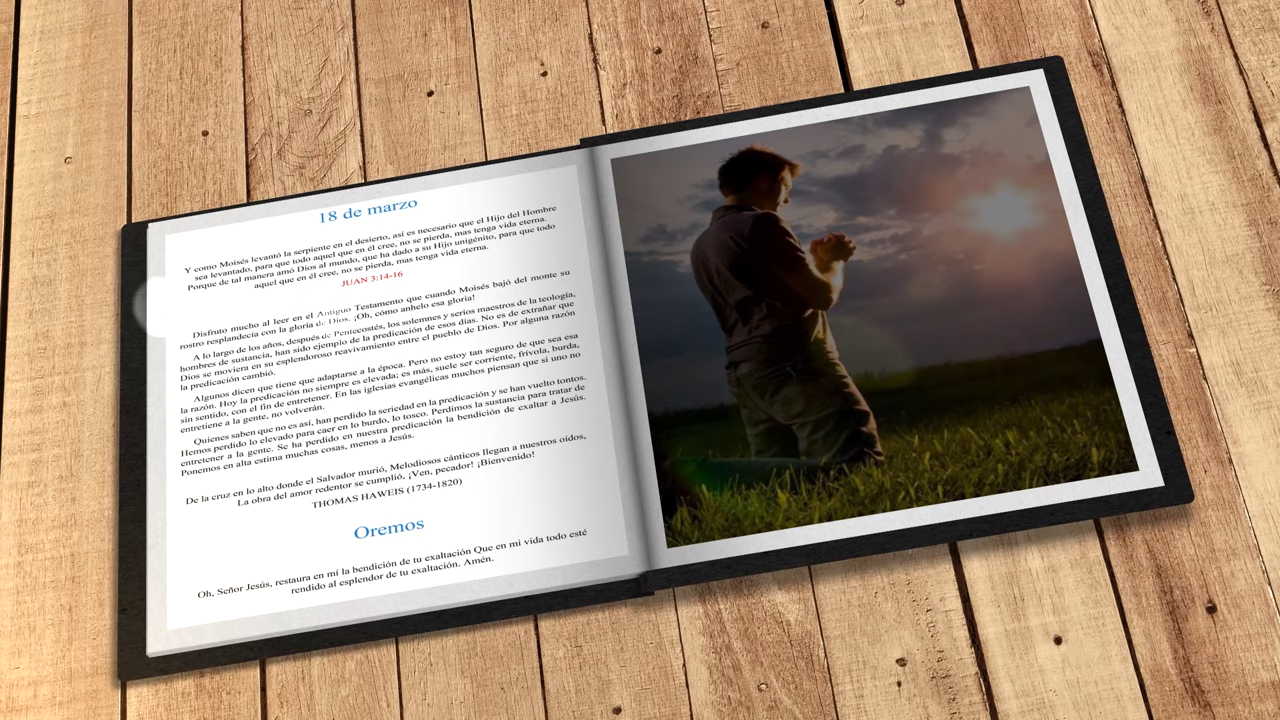 18 de marzo
Y como Moisés levantó la serpiente en el desierto, así es necesario que el Hijo del Hombre
sea levantado, para que todo aquel que en él cree, no se pierda, mas tenga vida eterna.
Porque de tal manera amó Dios al mundo, que ha dado a su Hijo unigénito, para que todo
aquel que en él cree, no se pierda, mas tenga vida eterna.
JUAN 3:14-16
Disfruto mucho al leer en el Antiguo Testamento que cuando Moisés bajó del monte su
rostro resplandecía con la gloria de Dios. ¡Oh, cómo anhelo esa gloria!
A lo largo de los años, después de Pentecostés, los solemnes y serios maestros de la teología,
hombres de sustancia, han sido ejemplo de la predicación de esos días. No es de extrañar que
Dios se moviera en su esplendoroso reavivamiento entre el pueblo de Dios. Por alguna razón
la predicación cambió.
Algunos dicen que tiene que adaptarse a la época. Pero no estoy tan seguro de que sea esa
la razón. Hoy la predicación no siempre es elevada; es más, suele ser corriente, frívola, burda,
sin sentido, con el fin de entretener. En las iglesias evangélicas muchos piensan que si uno no
entretiene a la gente, no volverán.
Quienes saben que no es así, han perdido la seriedad en la predicación y se han vuelto tontos.
Hemos perdido lo elevado para caer en lo burdo, lo tosco. Perdimos la sustancia para tratar de
entretener a la gente. Se ha perdido en nuestra predicación la bendición de exaltar a Jesús.
Ponemos en alta estima muchas cosas, menos a Jesús.
De la cruz en lo alto donde el Salvador murió, Melodiosos cánticos llegan a nuestros oídos,
La obra del amor redentor se cumplió, ¡Ven, pecador! ¡Bienvenido!
THOMAS HAWEIS (1734-1820)
Oremos
Oh, Señor Jesús, restaura en mí la bendición de tu exaltación Que en mi vida todo esté
rendido al esplendor de tu exaltación. Amén.